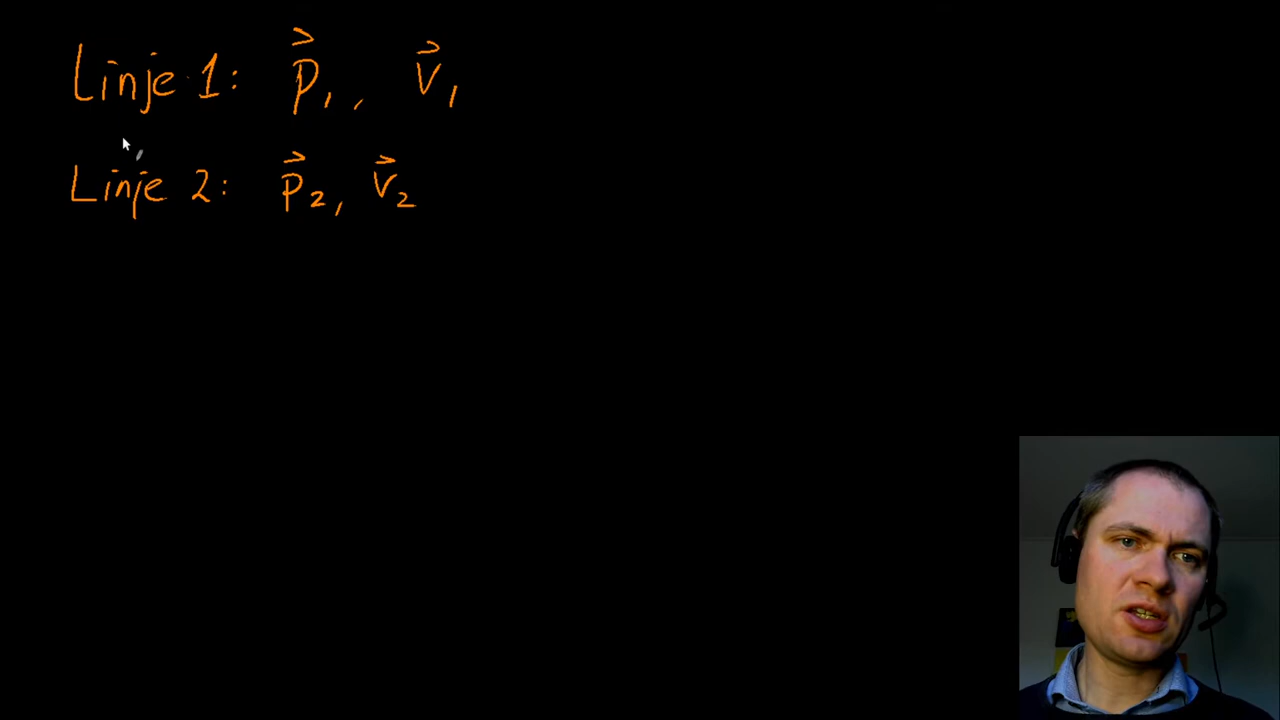 Linje 1: p⃗₁, v⃗₁
Linje 2: p⃗₂, v⃗₂